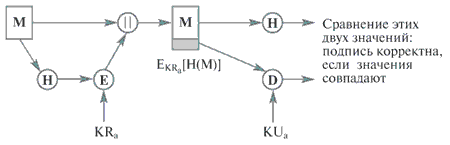 M
||
M
H
Сравнение этих
двух значений:
подпись корректна,
если значения
совпадают
H
E
E_KRa[H(M)]
D
KRa
KUa